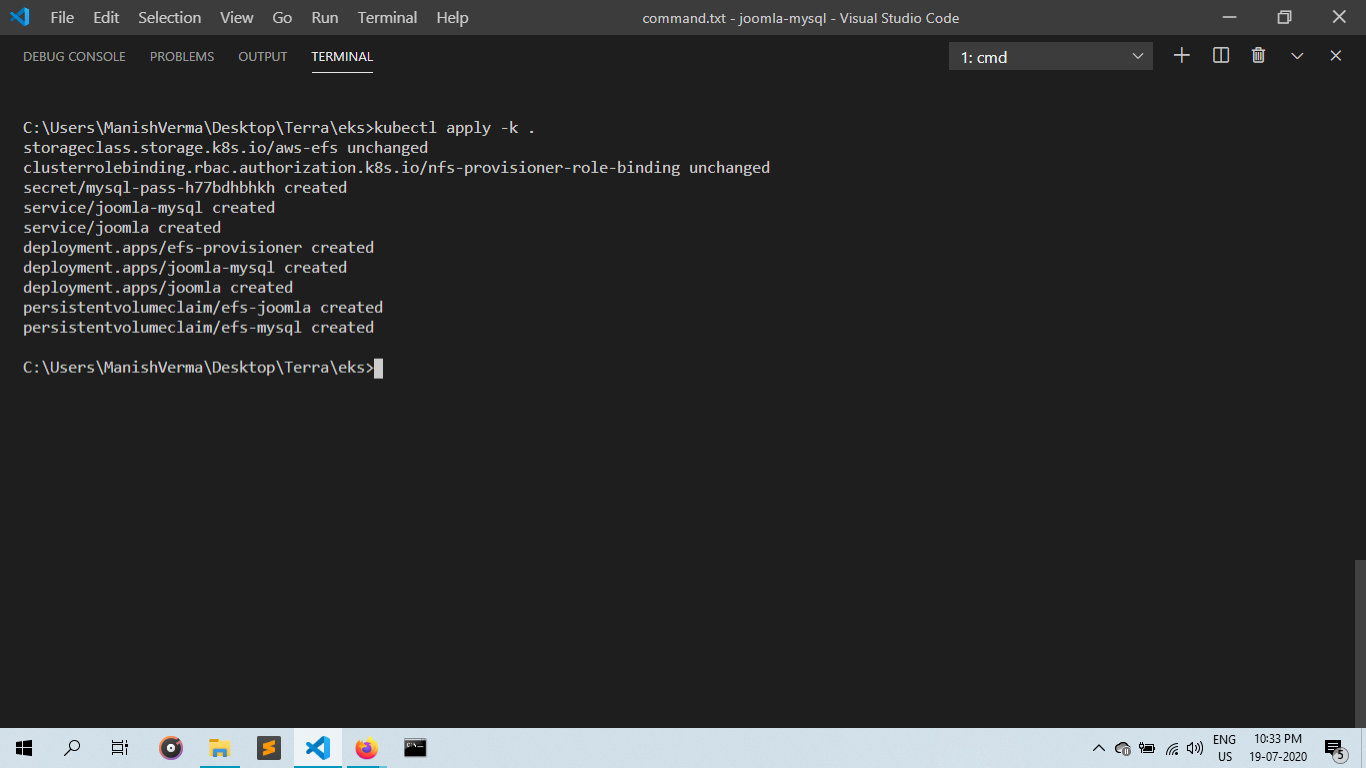 File Edit Selection View Go Run Terminal Help command.txt - joomla-mysql - Visual Studio Code
DEBUG CONSOLE PROBLEMS OUTPUT TERMINAL 1: cmd
C:\Users\ManishVerma\Desktop\Terra\eks>kubectl apply -k .
storageclass.storage.k8s.io/aws-efs unchanged
clusterrolebinding.rbac.authorization.k8s.io/nfs-provisioner-role-binding unchanged
secret/mysql-pass-h77bdhbhkh created
service/joomla-mysql created
service/joomla created
deployment.apps/efs-provisioner created
deployment.apps/joomla-mysql created
deployment.apps/joomla created
persistentvolumeclaim/efs-joomla created
persistentvolumeclaim/efs-mysql created
C:\Users\ManishVerma\Desktop\Terra\eks>
ENG 10:33 PM
US 19-07-2020 5